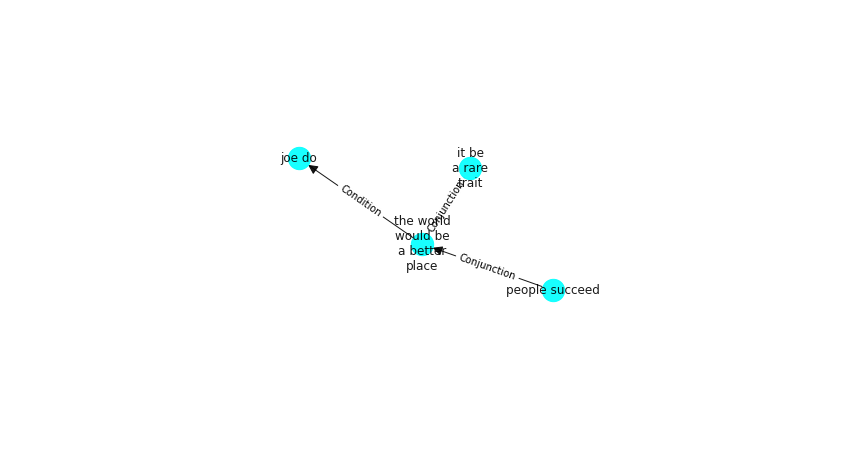 it be
a rare
trait
joe do
Condition
Conjunction
the world
would be
a better
place
Conjunction
people succeed